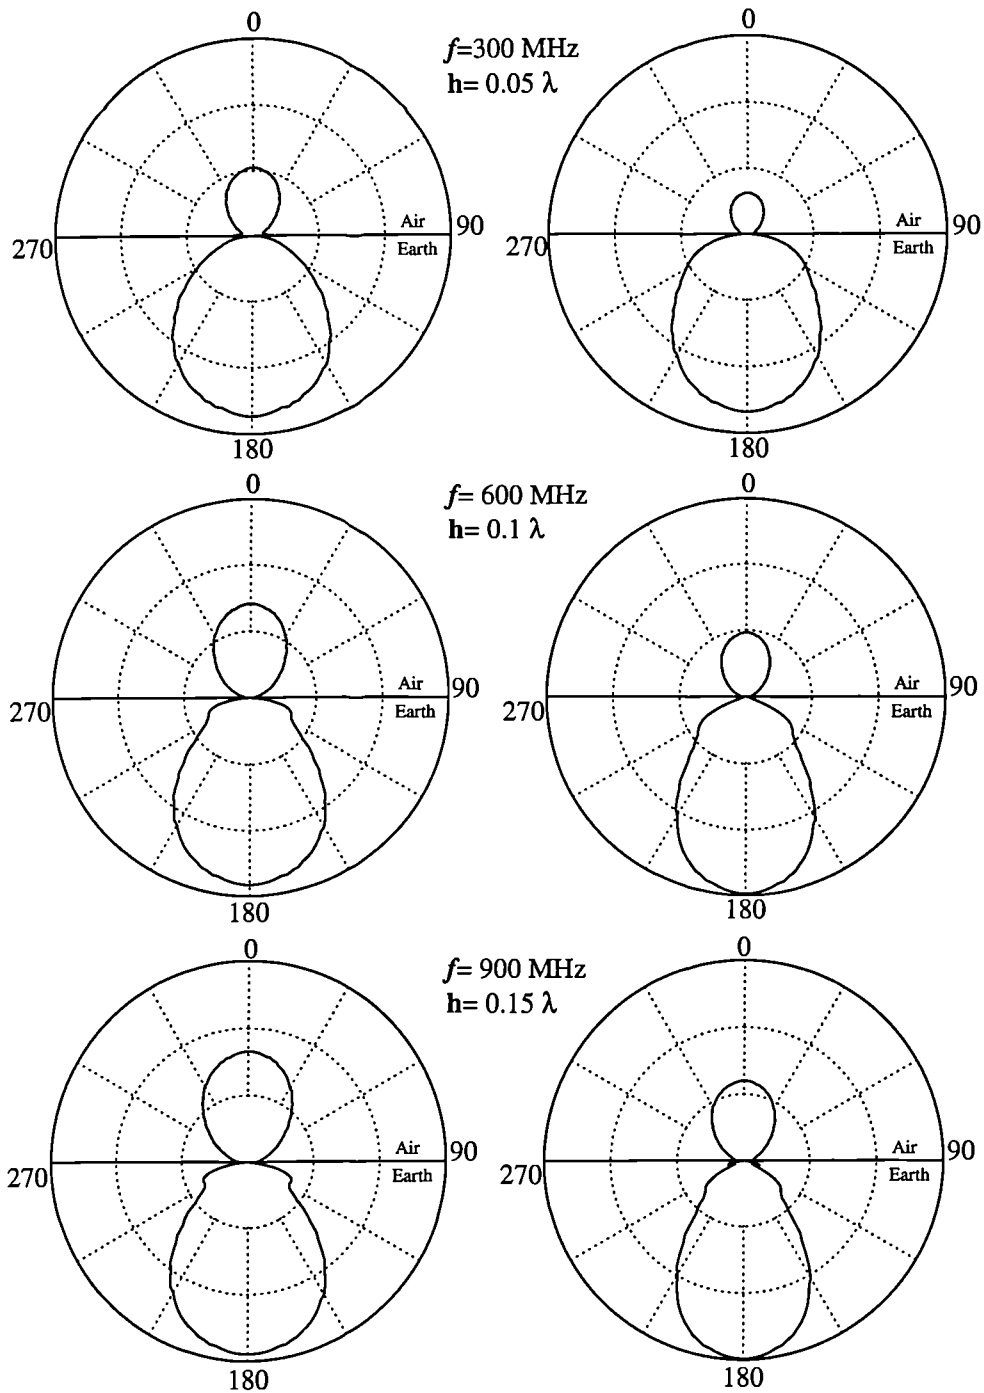 0
f=300 MHz
h= 0.05 λ
0
270
Air
Earth
90
180
270
Air
Earth
90
180
0
f= 600 MHz
h= 0.1 λ
0
270
Air
Earth
90
180
270
Air
Earth
90
180
0
f= 900 MHz
h= 0.15 λ
0
270
Air
Earth
90
180
270
Air
Earth
90
180